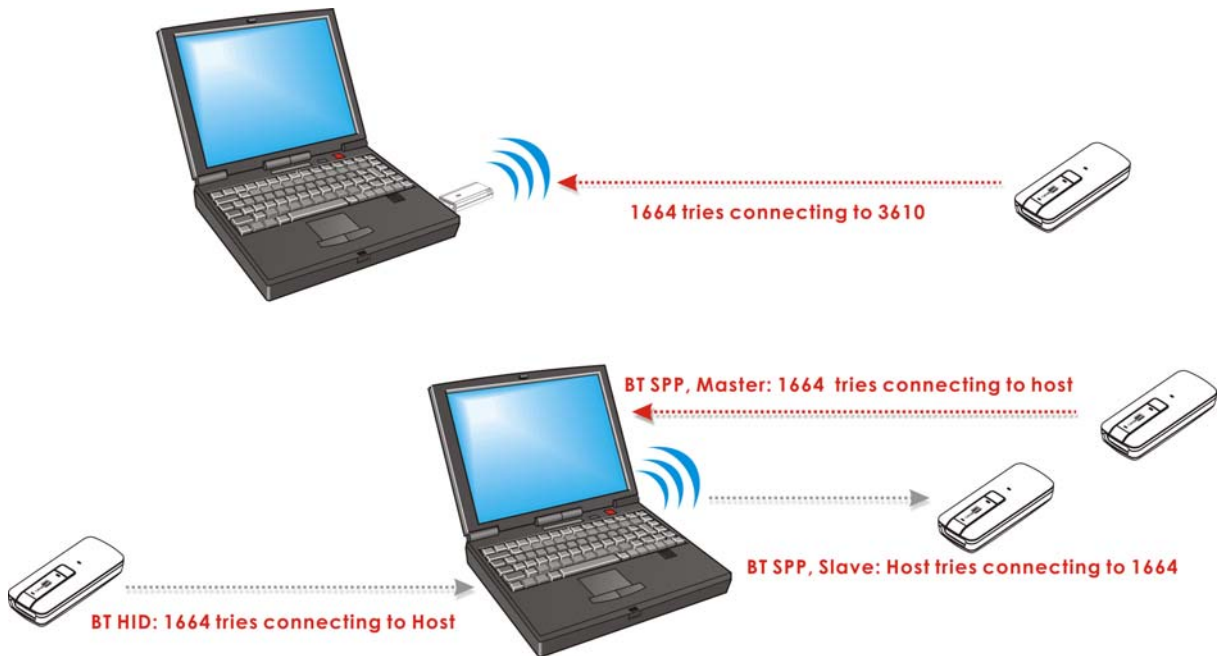 1664 tries connecting to 3610
BT SPP, Master: 1664 tries connecting to host
BT SPP, Slave: Host tries connecting to 1664
BT HID: 1664 tries connecting to Host